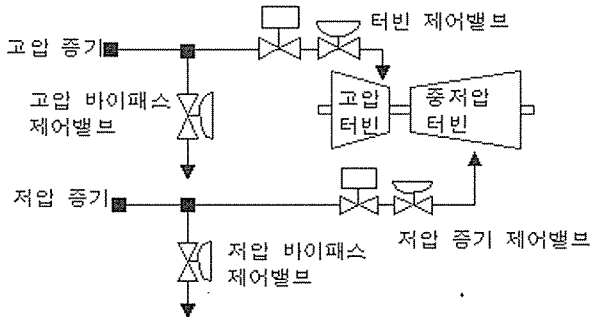 터빈 제어밸브
고압 증기
고압 바이패스
제어밸브
고압
터빈
중저압
터빈
저압 증기
저압 바이패스
제어밸브
저압 증기 제어밸브